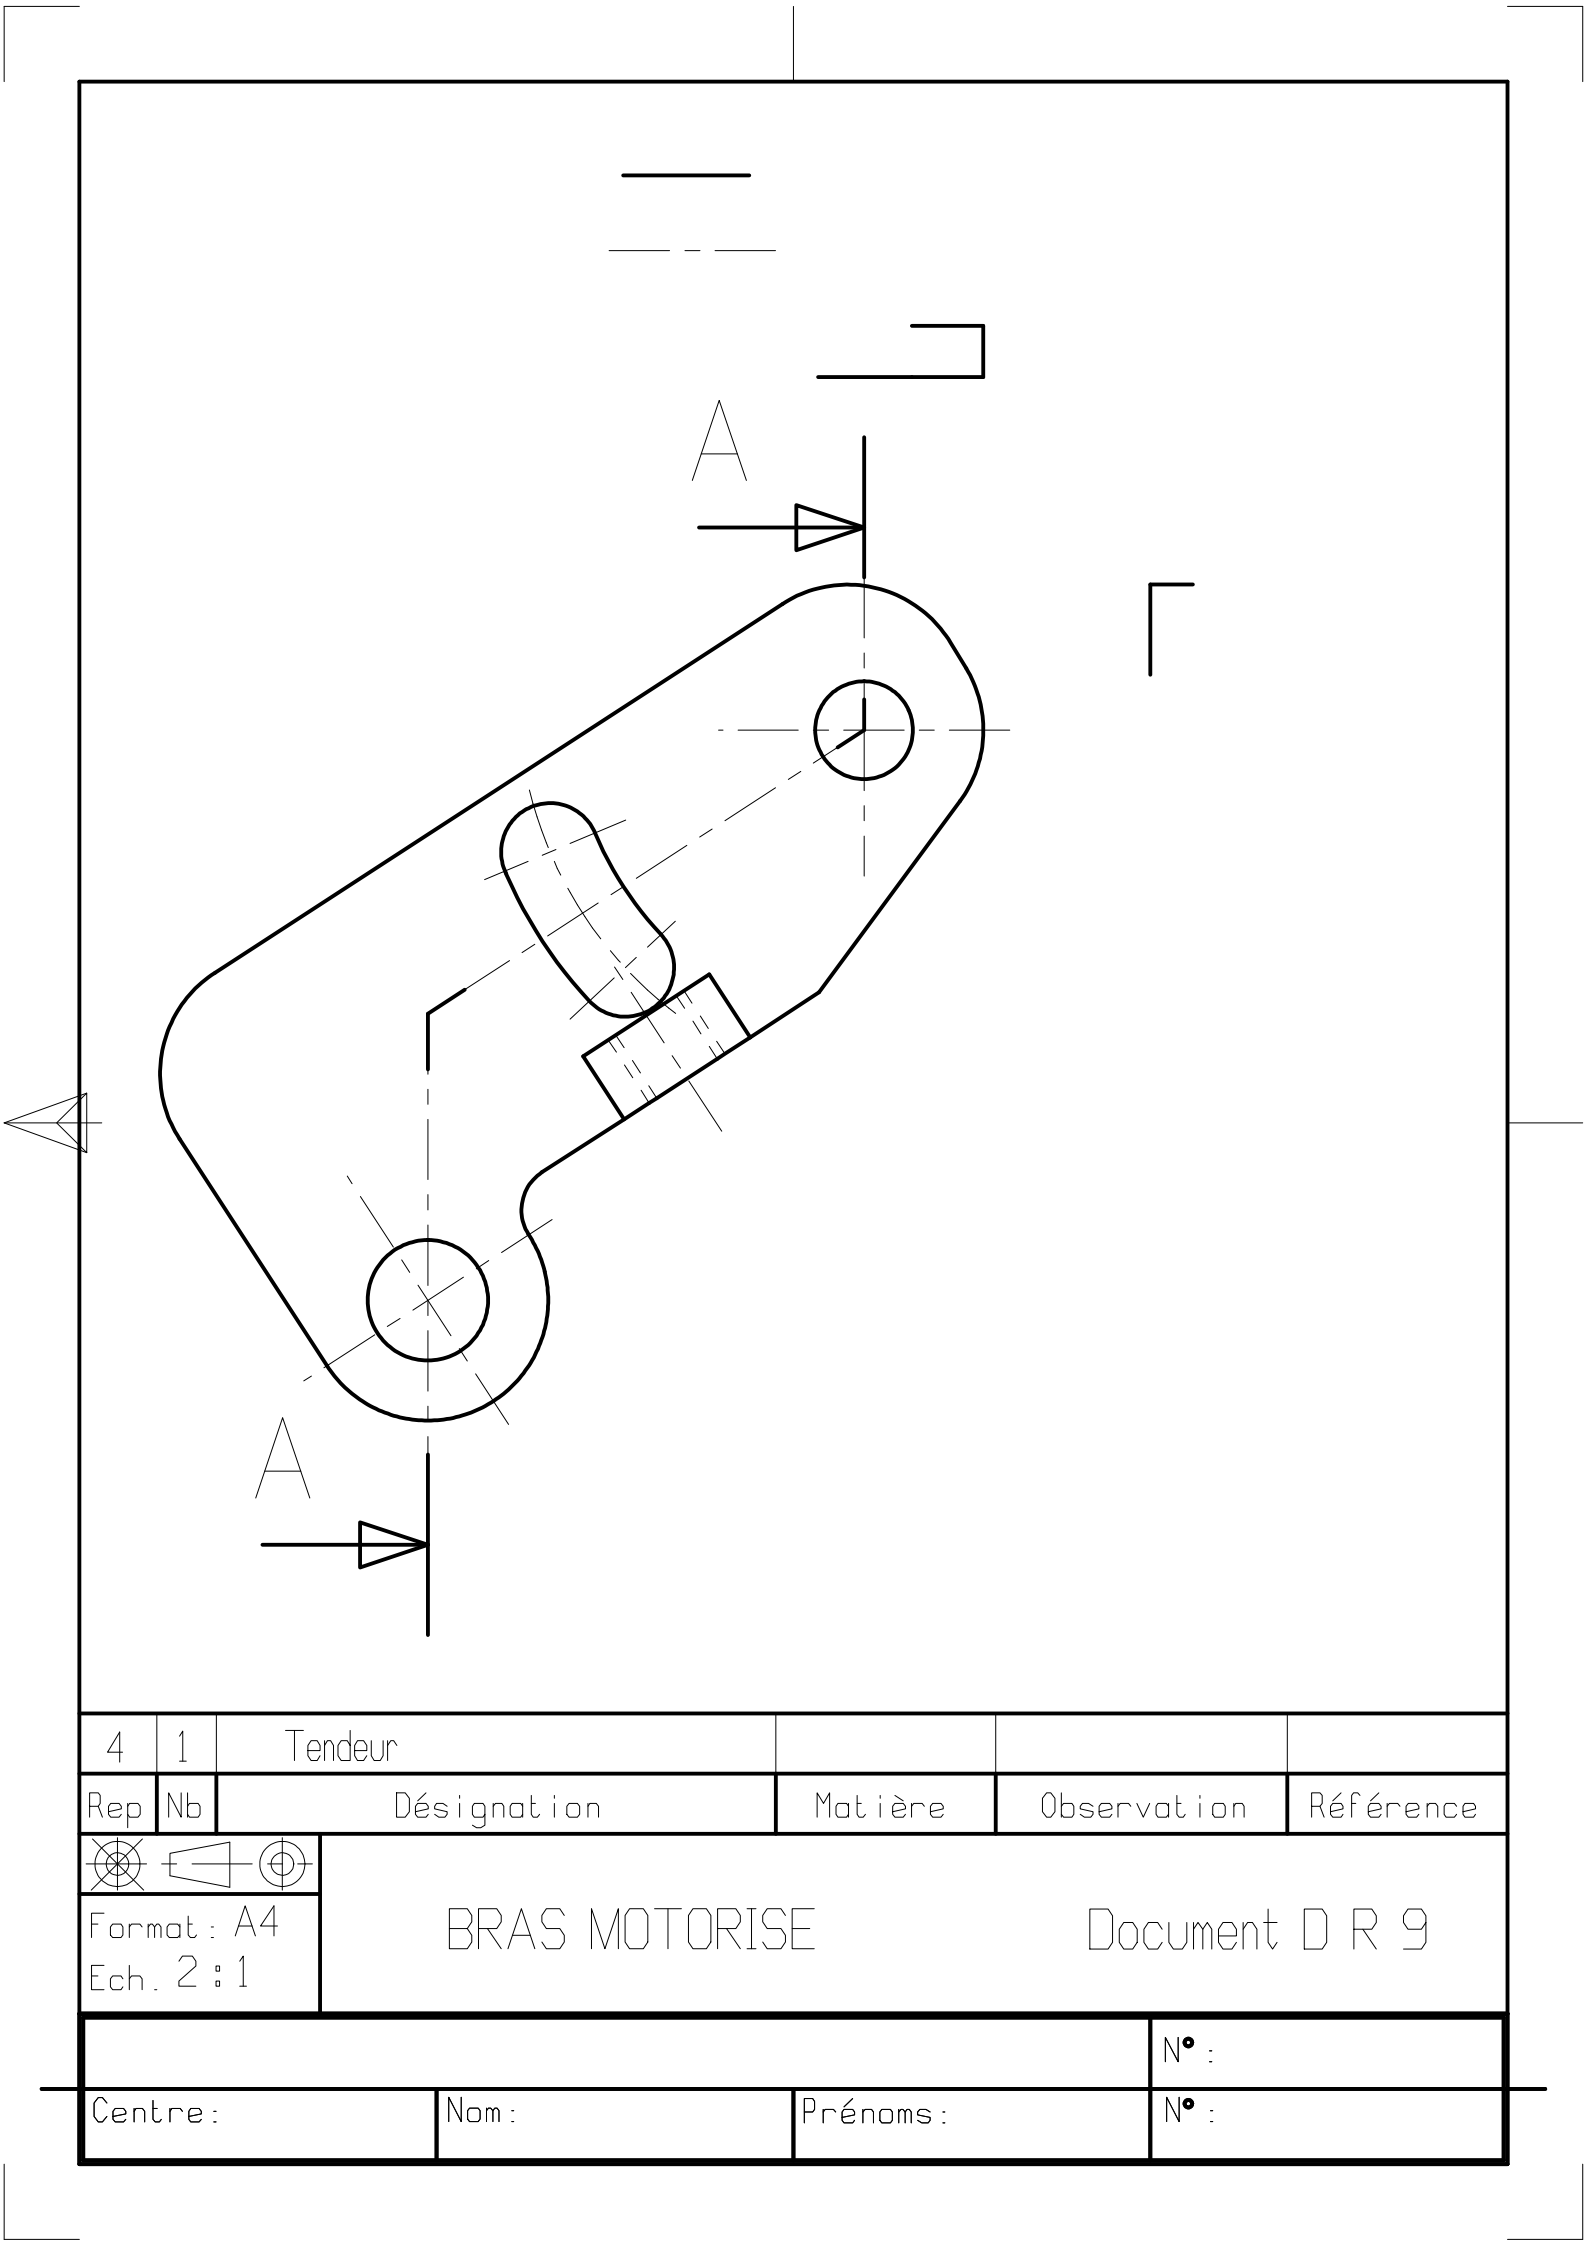 A
A
4 1 Tendeur
Rep Nb Désignation Matière Observation Référence
Format: A4
Ech. 2:1
BRAS MOTORISE Document D R 9
N° :
Centre: Nom: Prénoms: N° :